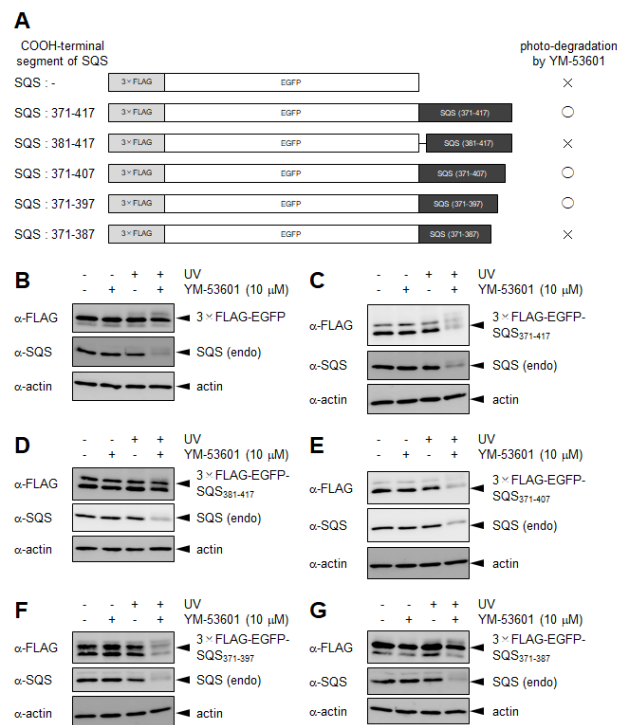 A
COOH-terminal segment of SQS
photo-degradation by YM-53601
SQS : - 3×FLAG EGFP ×
SQS : 371-417 3×FLAG EGFP SQS (371-417) ○
SQS : 381-417 3×FLAG EGFP SQS (381-417) ×
SQS : 371-407 3×FLAG EGFP SQS (371-407) ○
SQS : 371-397 3×FLAG EGFP SQS (371-397) ○
SQS : 371-387 3×FLAG EGFP SQS (371-387) ×
B
- - + + UV
- + - + YM-53601 (10 μM)
α-FLAG 3×FLAG-EGFP
α-SQS SQS (endo)
α-actin actin
C
- - + + UV
- + - + YM-53601 (10 μM)
α-FLAG 3×FLAG-EGFP-
SQS371-417
α-SQS SQS (endo)
α-actin actin
D
- - + + UV
- + - + YM-53601 (10 μM)
α-FLAG 3×FLAG-EGFP-
SQS381-417
α-SQS SQS (endo)
α-actin actin
E
- - + + UV
- + - + YM-53601 (10 μM)
α-FLAG 3×FLAG-EGFP-
SQS371-407
α-SQS SQS (endo)
α-actin actin
F
- - + + UV
- + - + YM-53601 (10 μM)
α-FLAG 3×FLAG-EGFP-
SQS371-397
α-SQS SQS (endo)
α-actin actin
G
- - + + UV
- + - + YM-53601 (10 μM)
α-FLAG 3×FLAG-EGFP-
SQS371-387
α-SQS SQS (endo)
α-actin actin